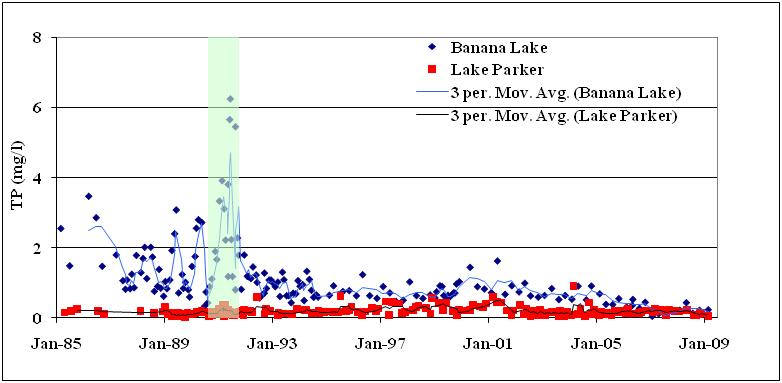 8
6
4
2
0
TP (mg/l)
Banana Lake
Lake Parker
3 per. Mov. Avg. (Banana Lake)
3 per. Mov. Avg. (Lake Parker)
Jan-85 Jan-89 Jan-93 Jan-97 Jan-01 Jan-05 Jan-09